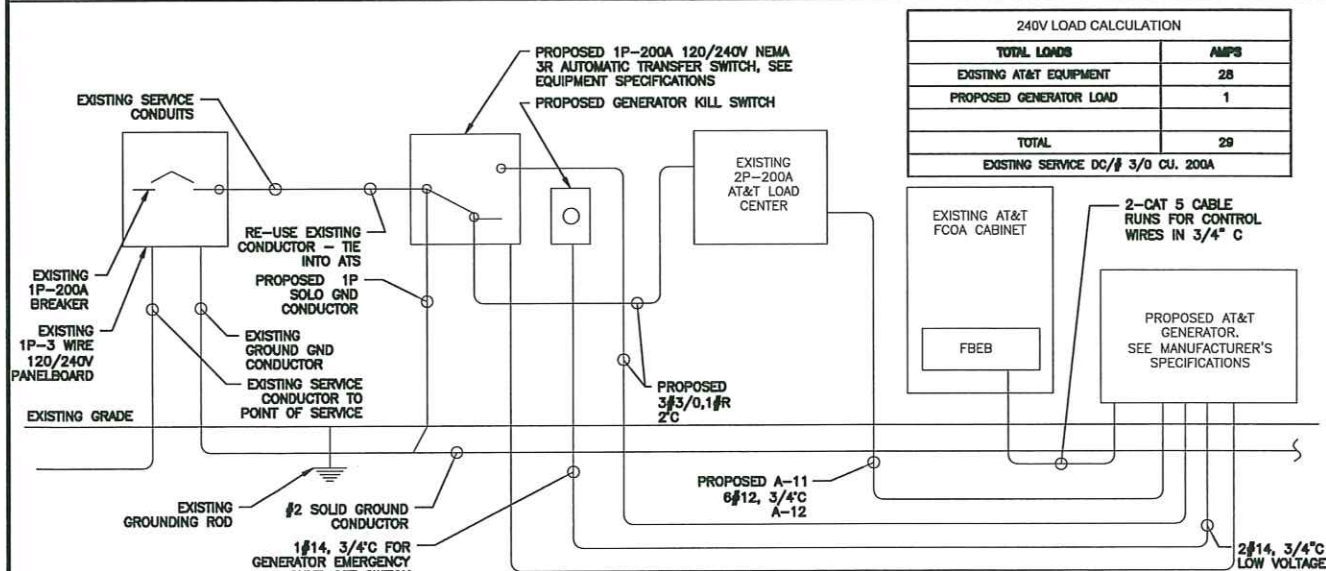 240V LOAD CALCULATION
TOTAL LOADS AMPS
EXISTING AT&T EQUIPMENT 28
PROPOSED GENERATOR LOAD 1
TOTAL 29
EXISTING SERVICE DC/# 3/0 CU. 200A
PROPOSED 1P-200A 120/240V NEMA
3R AUTOMATIC TRANSFER SWITCH, SEE
EQUIPMENT SPECIFICATIONS
PROPOSED GENERATOR KILL SWITCH
EXISTING SERVICE
CONDUITS
EXISTING
2P-200A
AT&T LOAD
CENTER
EXISTING AT&T
FCOA CABINET
FBEB
2-CAT 5 CABLE
RUNS FOR CONTROL
WIRES IN 3/4" C
PROPOSED AT&T
GENERATOR.
SEE MANUFACTURER'S
SPECIFICATIONS
RE-USE EXISTING
CONDUCTOR - TIE
INTO ATS
PROPOSED 1P
SOLO GND
CONDUCTOR
EXISTING
1P-200A
BREAKER
EXISTING
1P-3 WIRE
120/240V
PANELBOARD
EXISTING
GROUND GND
CONDUCTOR
EXISTING SERVICE
CONDUCTOR TO
POINT OF SERVICE
PROPOSED
3#3/0,1#R
2"C
EXISTING GRADE
EXISTING
GROUNDING ROD
#2 SOLID GROUND
CONDUCTOR
PROPOSED A-11
6#12, 3/4"C
A-12
1#14, 3/4"C FOR
GENERATOR EMERGENCY
2#14, 3/4"C
LOW VOLTAGE